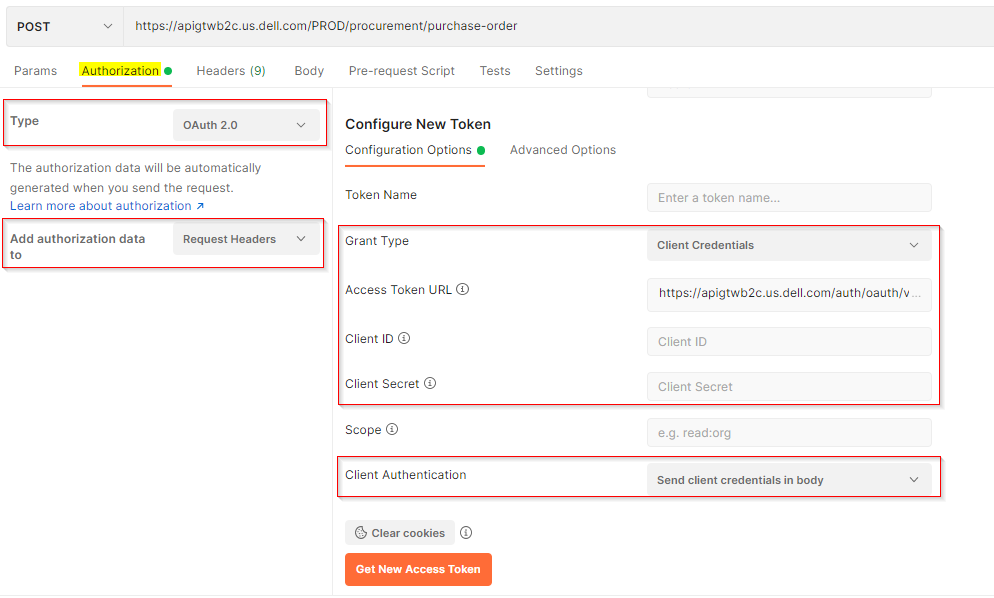 POST https://apigtwb2c.us.dell.com/PROD/procurement/purchase-order
Params Authorization Headers (9) Body Pre-request Script Tests Settings
Type OAuth 2.0
The authorization data will be automatically
generated when you send the request.
Learn more about authorization ↗
Add authorization data
to
Request Headers
Configure New Token
Configuration Options Advanced Options
Token Name Enter a token name...
Grant Type Client Credentials
Access Token URL https://apigtwb2c.us.dell.com/auth/oauth/v...
Client ID Client ID
Client Secret Client Secret
Scope e.g. read:org
Client Authentication Send client credentials in body
Clear cookies
Get New Access Token